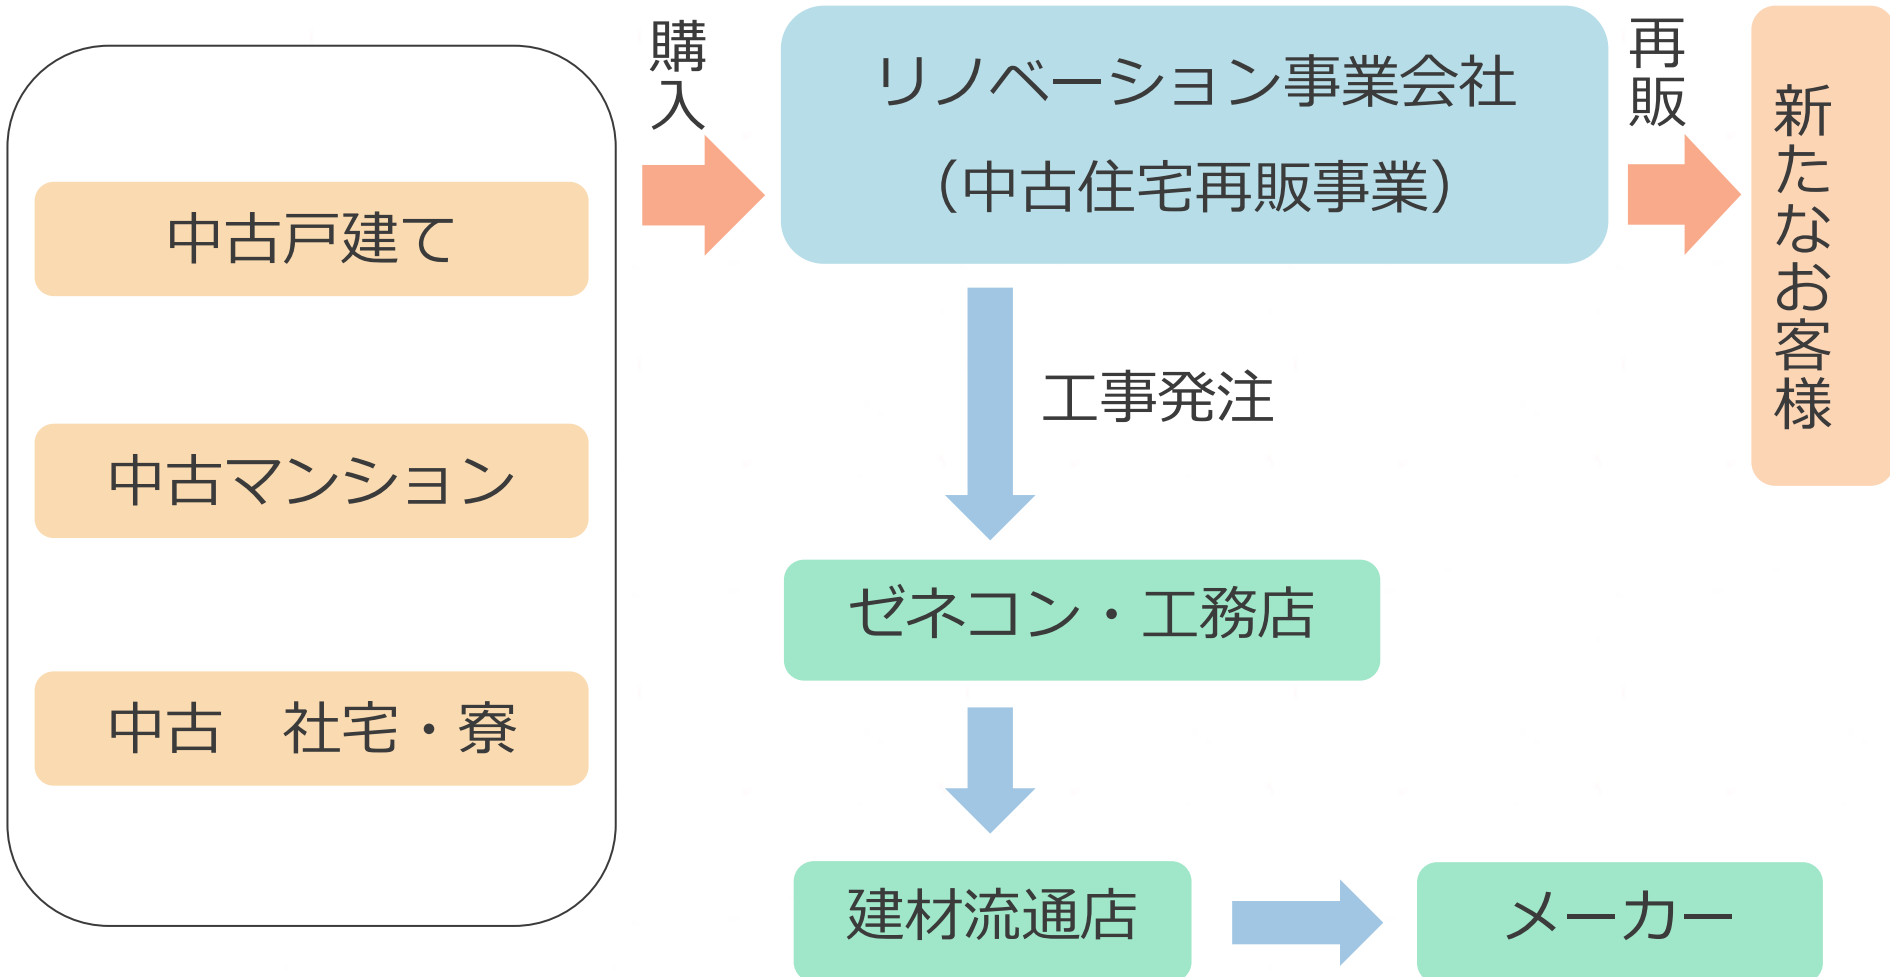 中古戸建て
中古マンション
中古　社宅・寮
購入
リノベーション事業会社
（中古住宅再販事業）
再販
新たなお客様
工事発注
ゼネコン・工務店
建材流通店
メーカー